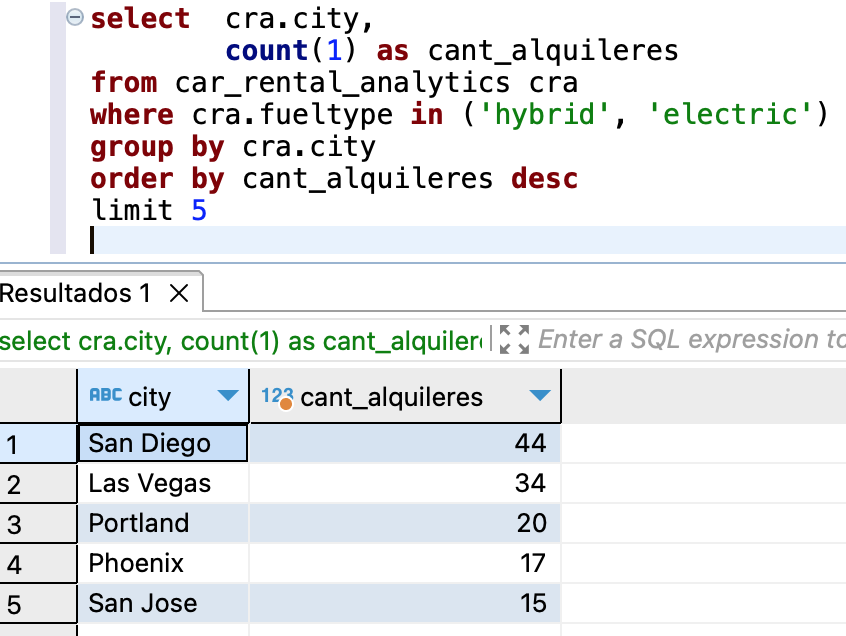 select  cra.city,
        count(1) as cant_alquileres
from car_rental_analytics cra
where cra.fueltype in ('hybrid', 'electric')
group by cra.city
order by cant_alquileres desc
limit 5
Resultados 1
select cra.city, count(1) as cant_alquiler Enter a SQL expression to
ABC city 123 cant_alquileres
1 San Diego 44
2 Las Vegas 34
3 Portland 20
4 Phoenix 17
5 San Jose 15